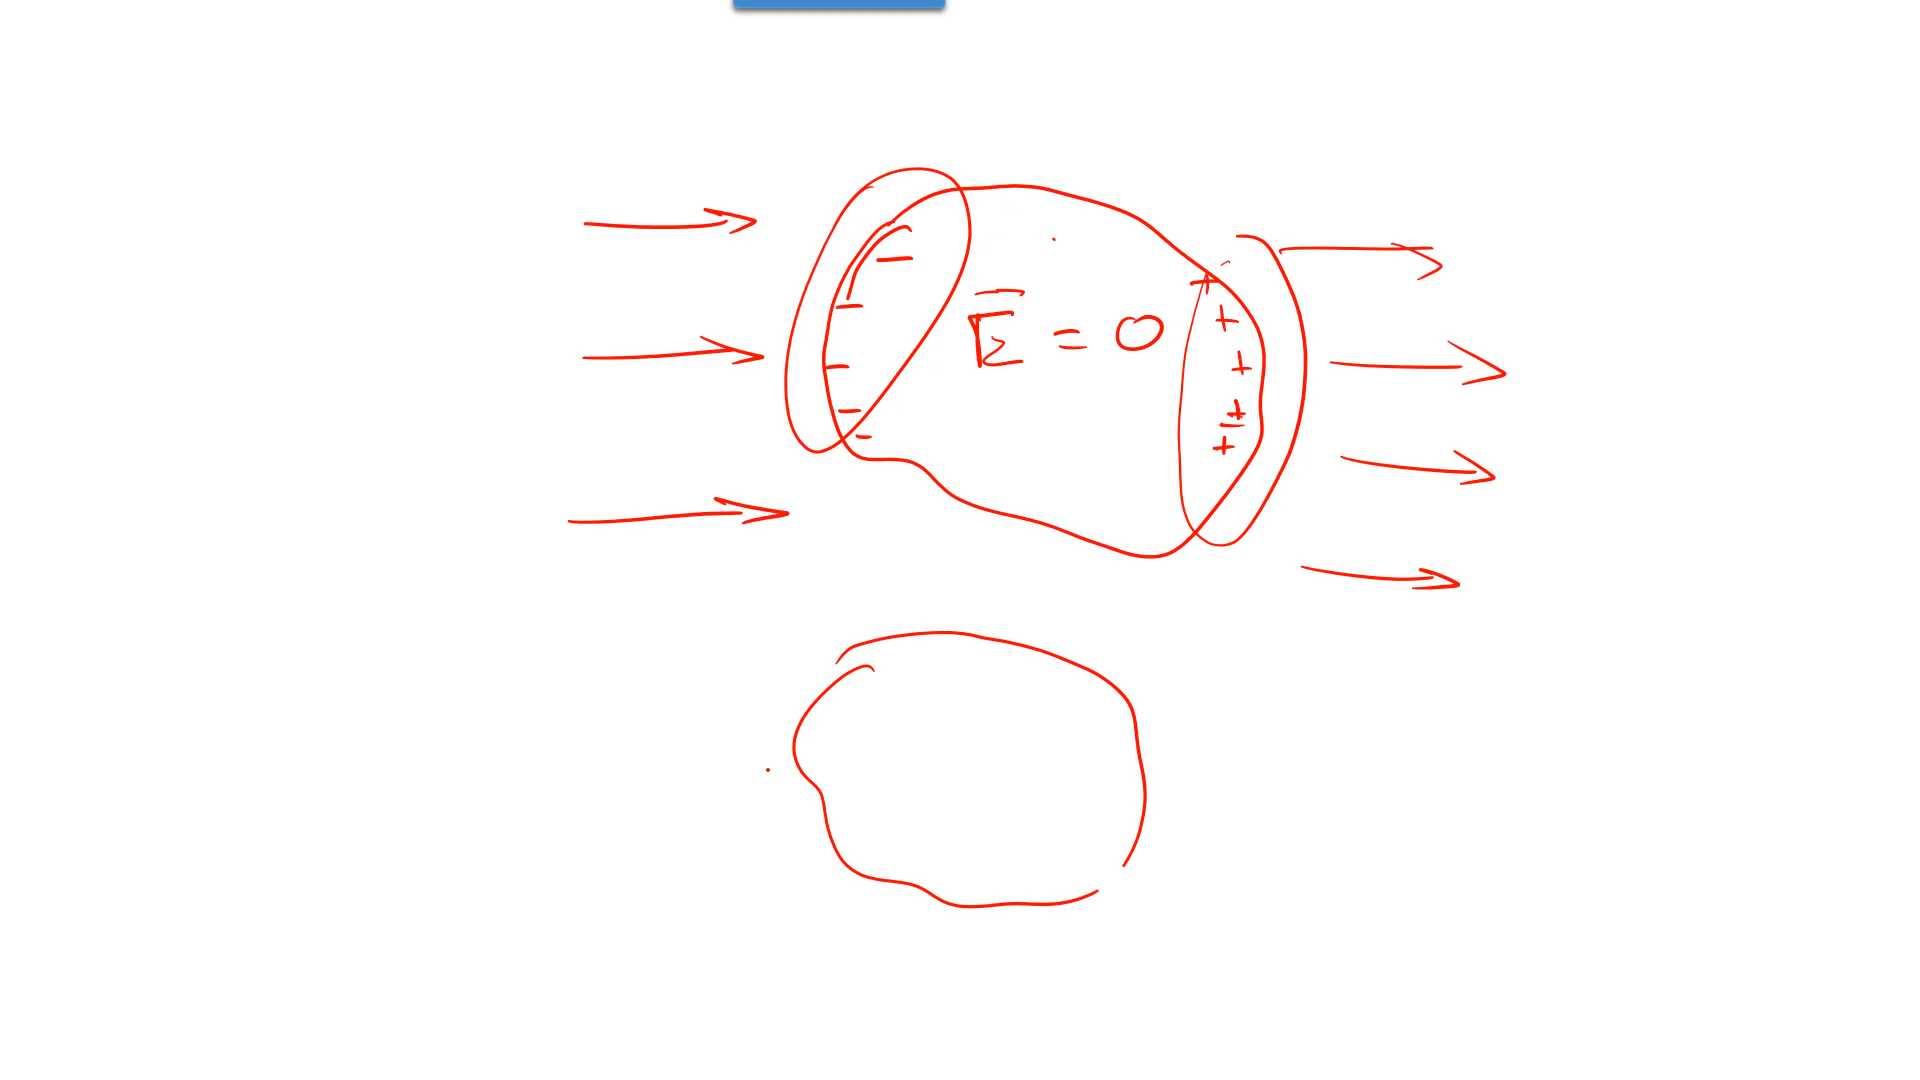 E̅ = 0